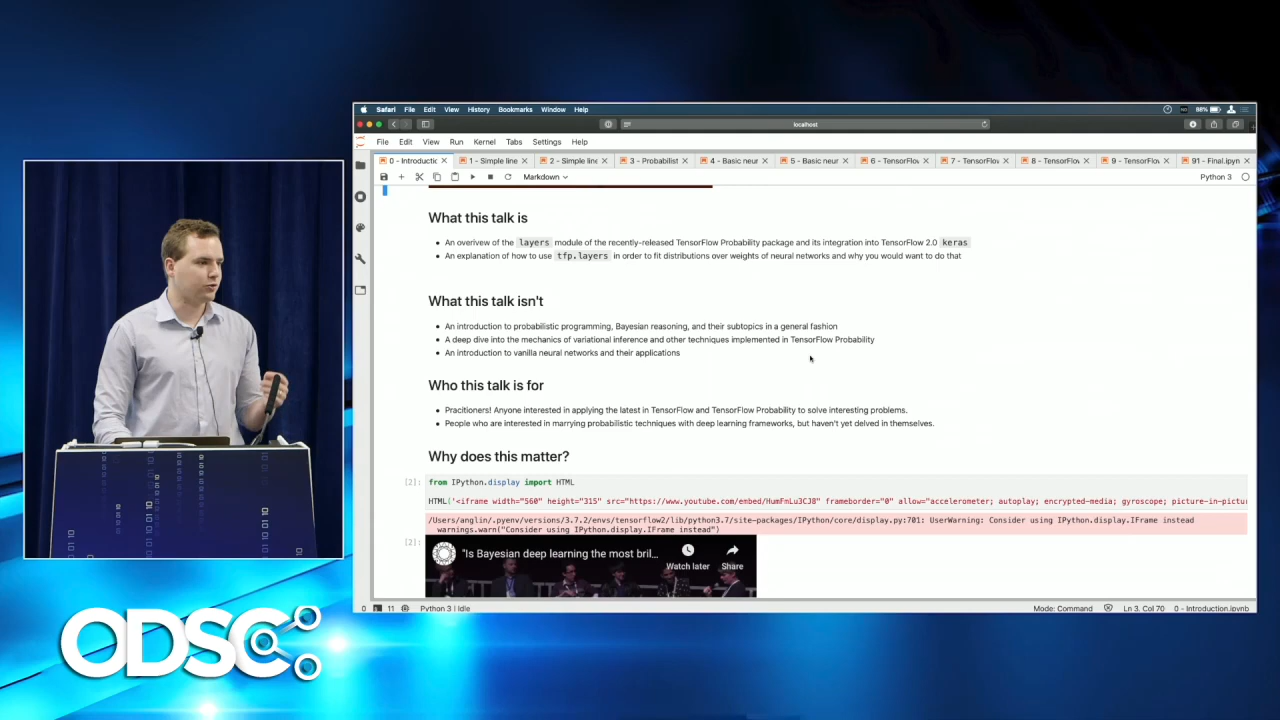 Safari File Edit View History Bookmarks Window Help
88%
localhost
File Edit View Run Kernel Tabs Settings Help
0 - Introductic 1 - Simple line 2 - Simple line 3 - Probabilist 4 - Basic neur 5 - Basic neur 6 - TensorFlov 7 - TensorFlov 8 - TensorFlov 9 - TensorFlov 91 - Final.ipyn
Markdown Python 3
What this talk is
An overivew of the layers module of the recently-released TensorFlow Probability package and its integration into TensorFlow 2.0 keras
An explanation of how to use tfp.layers in order to fit distributions over weights of neural networks and why you would want to do that
What this talk isn't
An introduction to probabilistic programming, Bayesian reasoning, and their subtopics in a general fashion
A deep dive into the mechanics of variational inference and other techniques implemented in TensorFlow Probability
An introduction to vanilla neural networks and their applications
Who this talk is for
Pracitioners! Anyone interested in applying the latest in TensorFlow and TensorFlow Probability to solve interesting problems.
People who are interested in marrying probabilistic techniques with deep learning frameworks, but haven't yet delved in themselves.
Why does this matter?
[2]: from IPython.display import HTML
HTML('<iframe width="560" height="315" src="https://www.youtube.com/embed/HumFmLu3CJ8" frameborder="0" allow="accelerometer; autoplay; encrypted-media; gyroscope; picture-in-pictu
/Users/anglin/.pyenv/versions/3.7.2/envs/tensorflow2/lib/python3.7/site-packages/IPython/core/display.py:701: UserWarning: Consider using IPython.display.IFrame instead
warnings.warn("Consider using IPython.display.IFrame instead")
[2]:
"Is Bayesian deep learning the most bril...
Watch later Share
0 11 Python 3 | Idle Mode: Command Ln 3, Col 70 0 - Introduction.ipynb
ODSC